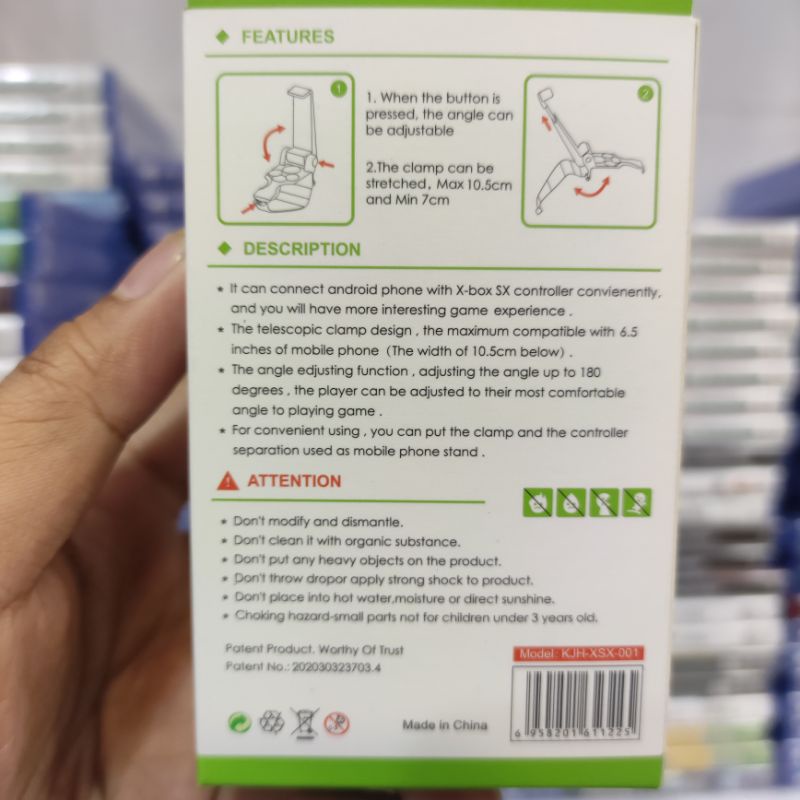 ◆ FEATURES
1
1. When the button is
pressed, the angle can
be adjustable
2.The clamp can be
stretched, Max 10.5cm
and Min 7cm
2
◆ DESCRIPTION
* It can connect android phone with X-box SX controller convienently,
and you will have more interesting game experience .
* The telescopic clamp design , the maximum compatible with 6.5
inches of mobile phone (The width of 10.5cm below) .
* The angle edjusting function , adjusting the angle up to 180
degrees , the player can be adjusted to their most comfortable
angle to playing game .
* For convenient using , you can put the clamp and the controller
separation used as mobile phone stand .
ATTENTION
* Don't modify and dismantle.
* Don't clean it with organic substance.
* Don't put any heavy objects on the product.
* Don't throw dropor apply strong shock to product.
* Don't place into hot water,moisture or direct sunshine.
* Choking hazard-small parts not for children under 3 years old.
Patent Product. Worthy Of Trust
Patent No.: 202030323703.4
Model: KJH-XSX-001
Made in China
6 958201 611225